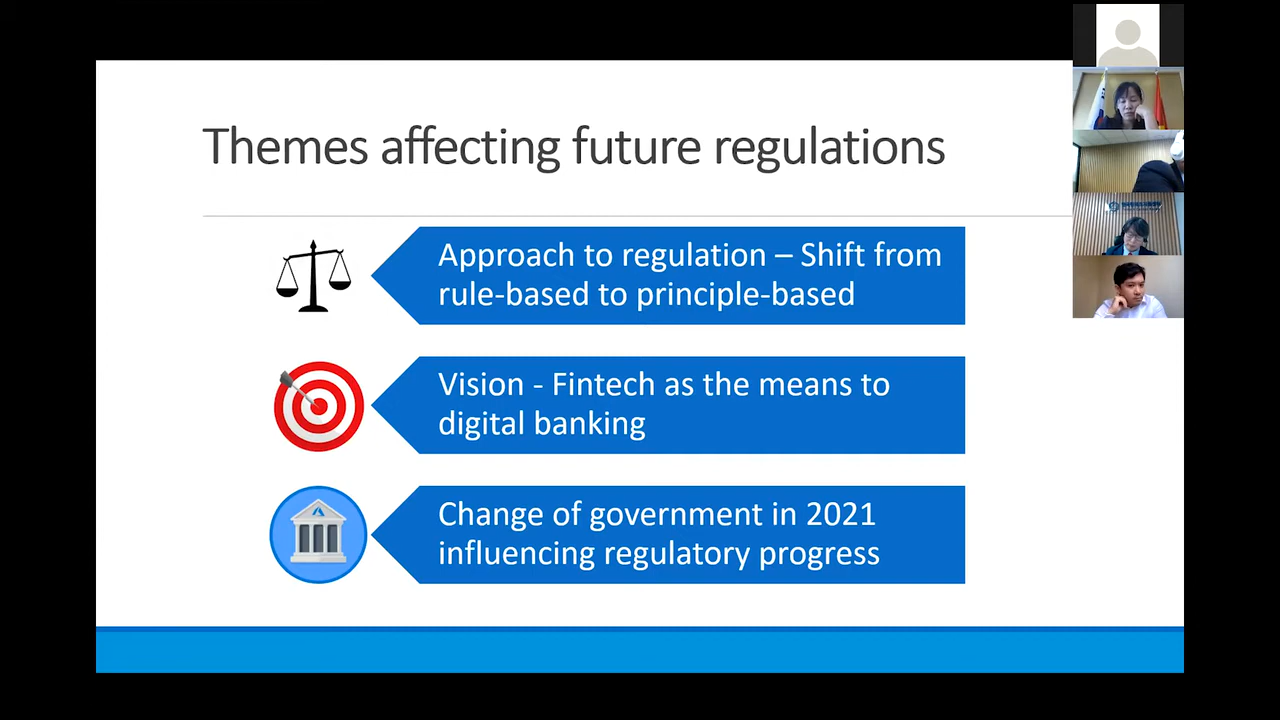 Themes affecting future regulations
Approach to regulation – Shift from
rule-based to principle-based
Vision - Fintech as the means to
digital banking
Change of government in 2021
influencing regulatory progress